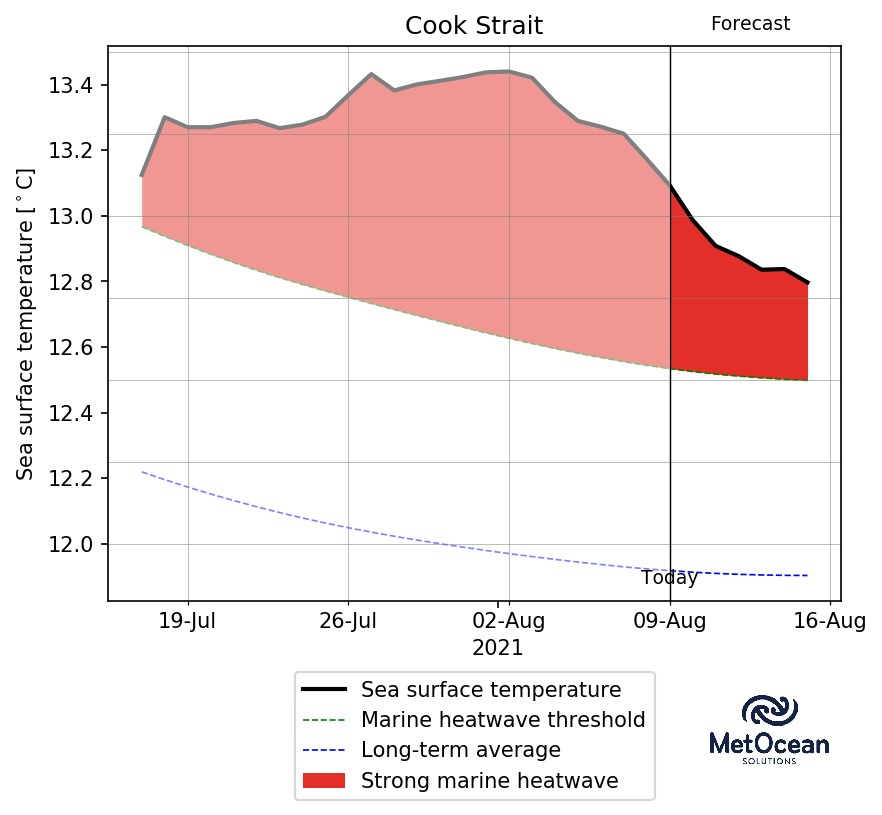 Cook Strait
Forecast
Sea surface temperature [°C]
13.4
13.2
13.0
12.8
12.6
12.4
12.2
12.0
Today
19-Jul
26-Jul
02-Aug
09-Aug
16-Aug
2021
Sea surface temperature
Marine heatwave threshold
Long-term average
Strong marine heatwave
MetOcean
SOLUTIONS